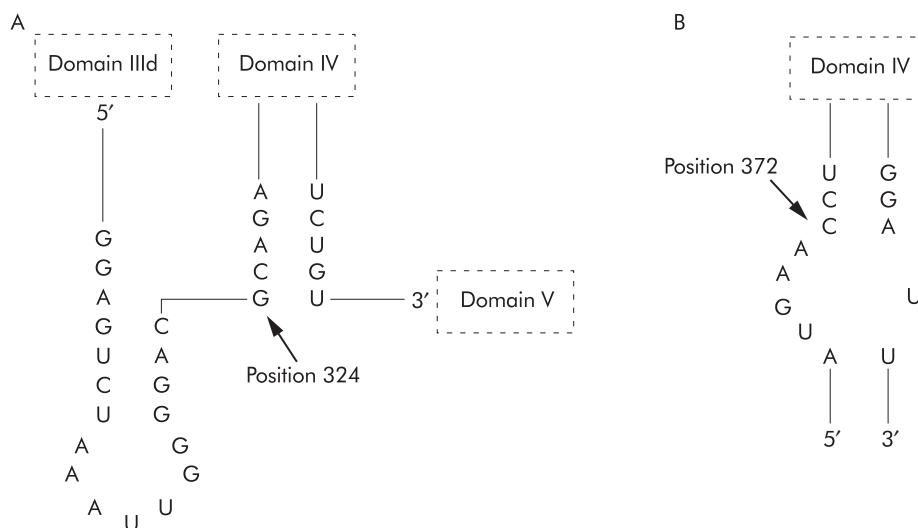 A
B
Domain IIId
Domain IV
Domain IV
5′
Position 372
A U
G C
A U
C G
G U
3′
Domain V
Position 324
G
G
A
G
U
C
U
A
A
A
U
U
G
G
G
G
A
C
U G
C G
C A
A
A
G
U
A
U
U
5′ 3′